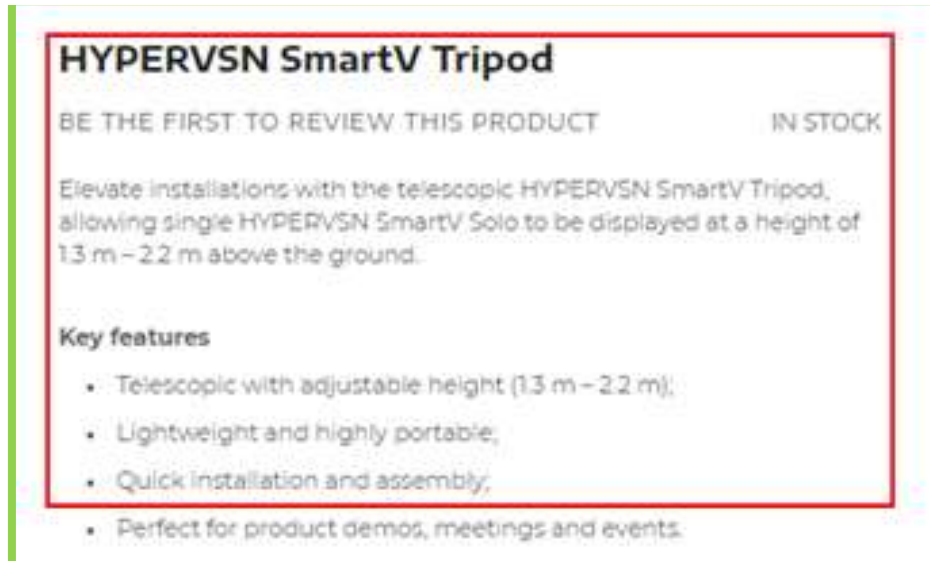 HYPERVSN SmartV Tripod
BE THE FIRST TO REVIEW THIS PRODUCT IN STOCK
Elevate installations with the telescopic HYPERVSN SmartV Tripod,
allowing single HYPERVSN SmartV Solo to be displayed at a height of
1.3 m – 2.2 m above the ground.
Key features
• Telescopic with adjustable height (1.3 m – 2.2 m);
• Lightweight and highly portable;
• Quick installation and assembly;
• Perfect for product demos, meetings and events.